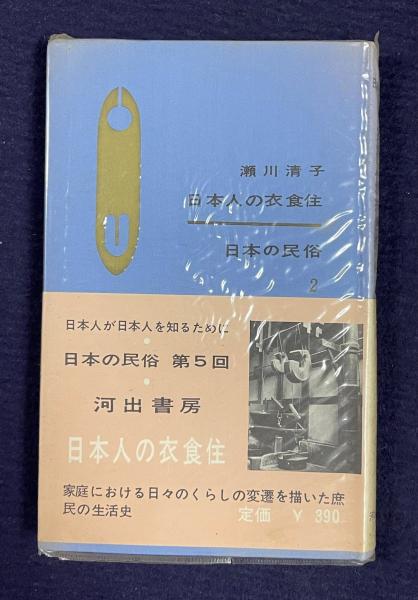 瀬川清子
日本人の衣食住
日本の民俗
2
日本人が日本人を知るために
日本の民俗 第5回
河出書房
日本人の衣食住
家庭における日々のくらしの変遷を描いた庶
民の生活史
定価 ¥ 390